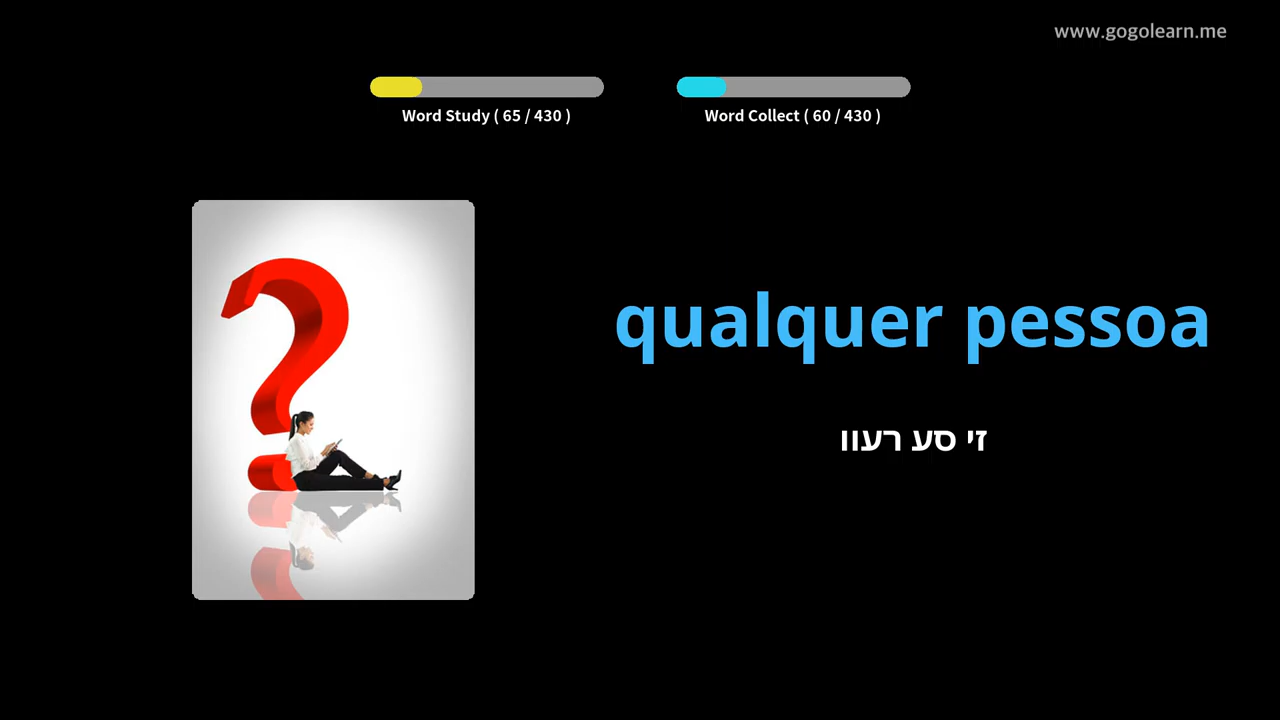 www.gogolearn.me
Word Study ( 65 / 430 )
Word Collect ( 60 / 430 )
qualquer pessoa
זי סע רעוו